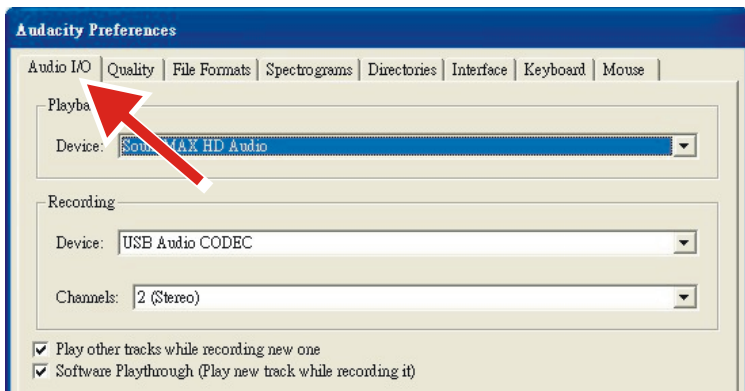 Audacity Preferences
Audio I/O Quality File Formats Spectrograms Directories Interface Keyboard Mouse
Device: MAX HD Audio
Recording
Device: USB Audio CODEC
Channels: 2 (Stereo)
Play other tracks while recording new one
Software Playthrough (Play new track while recording it)